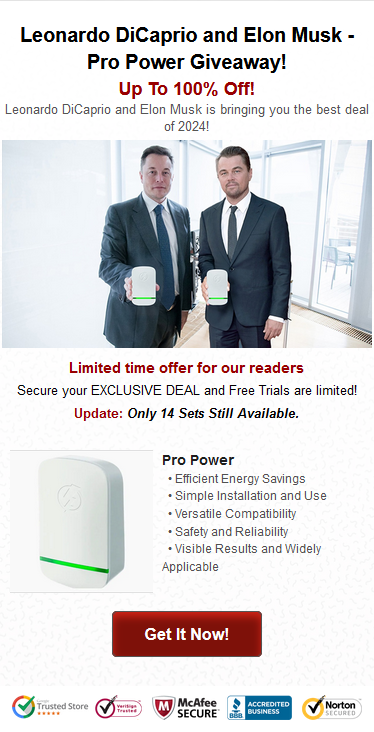 Leonardo DiCaprio and Elon Musk -
Pro Power Giveaway!
Up To 100% Off!
Leonardo DiCaprio and Elon Musk is bringing you the best deal
of 2024!
Limited time offer for our readers
Secure your EXCLUSIVE DEAL and Free Trials are limited!
Update: Only 14 Sets Still Available.
Pro Power
• Efficient Energy Savings
• Simple Installation and Use
• Versatile Compatibility
• Safety and Reliability
• Visible Results and Widely
Applicable
Get It Now!
Google
Trusted Store
VeriSign
Trusted
McAfee
SECURE
BBB
ACCREDITED
BUSINESS
Norton
SECURED